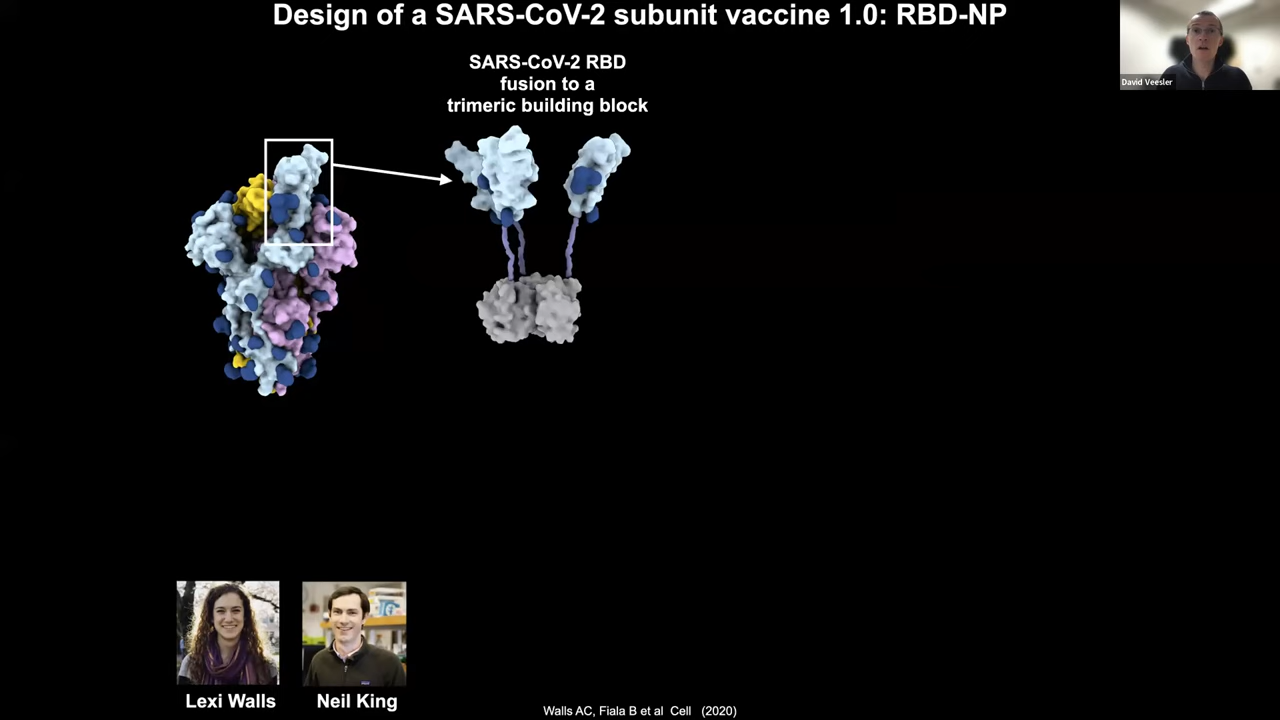 Design of a SARS-CoV-2 subunit vaccine 1.0: RBD-NP
David Veesler
SARS-CoV-2 RBD
fusion to a
trimeric building block
Lexi Walls
Neil King
Walls AC, Fiala B et al Cell (2020)